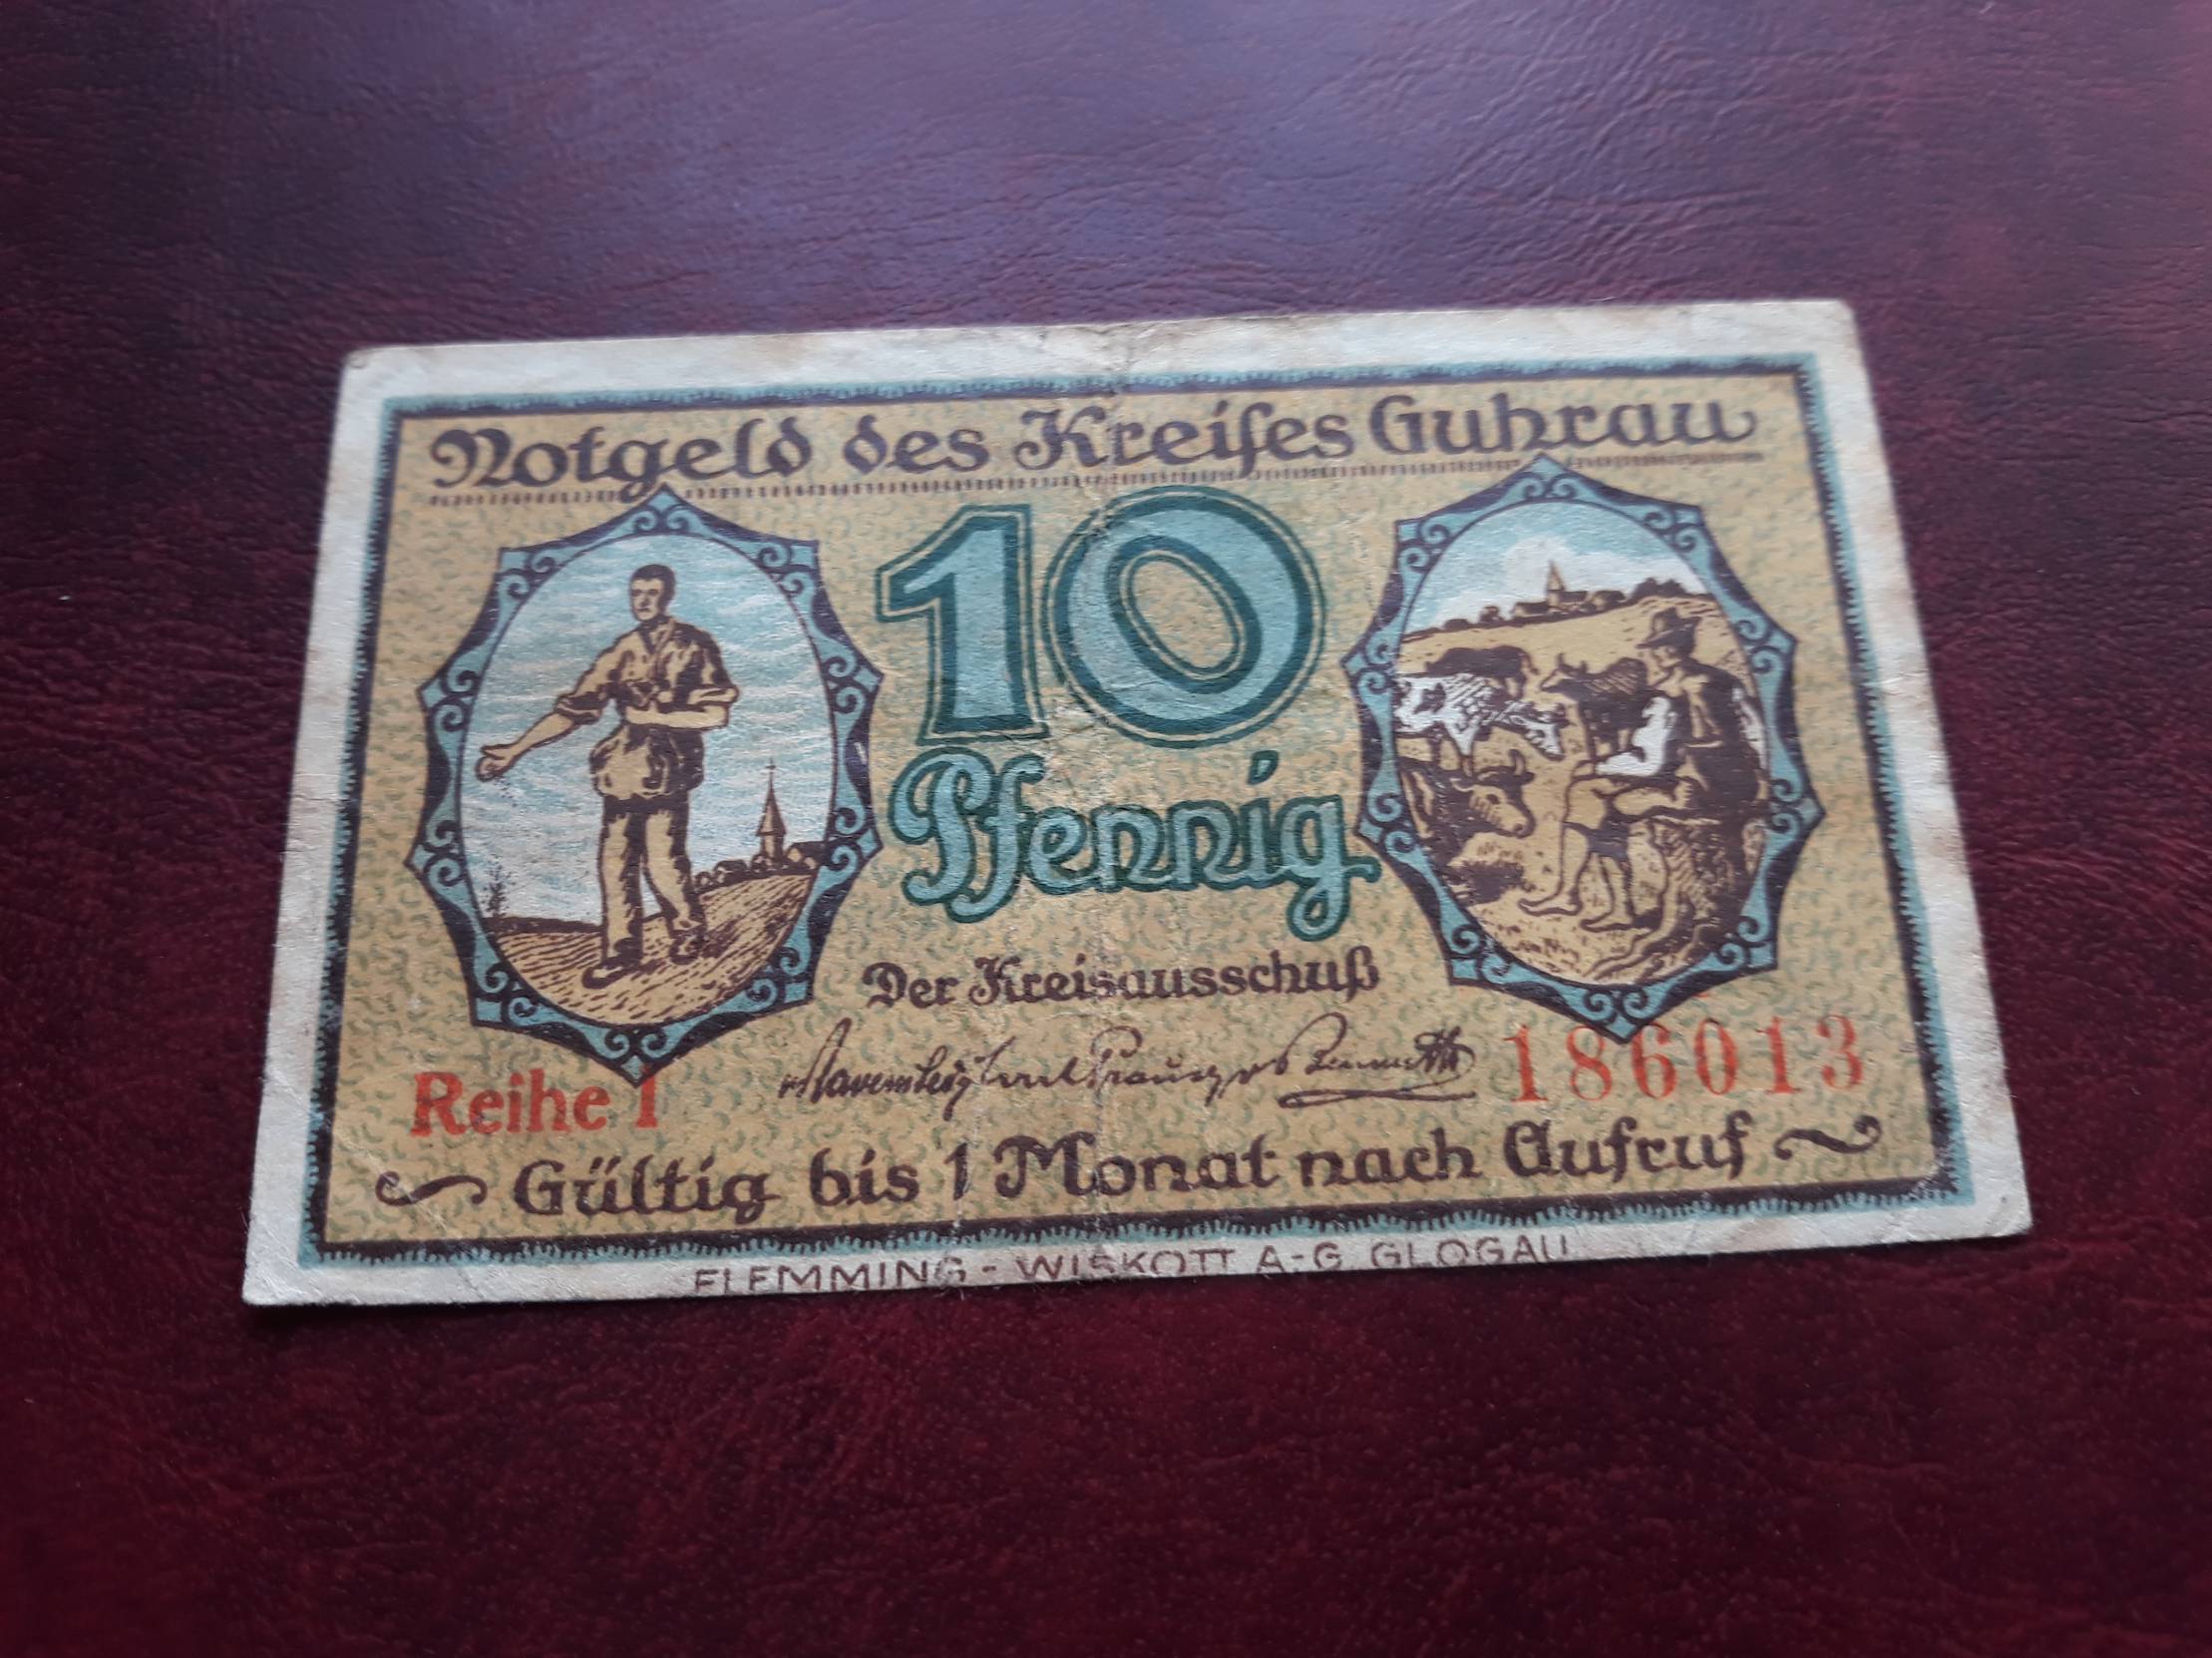 Notgeld des Kreiſes Guhrau
10
Pfennig
Der Kreisausschuß
Reihe 1
186013
Gültig bis 1 Monat nach Aufruf
FLEMMING - WISKOTT A-G GLOGAU